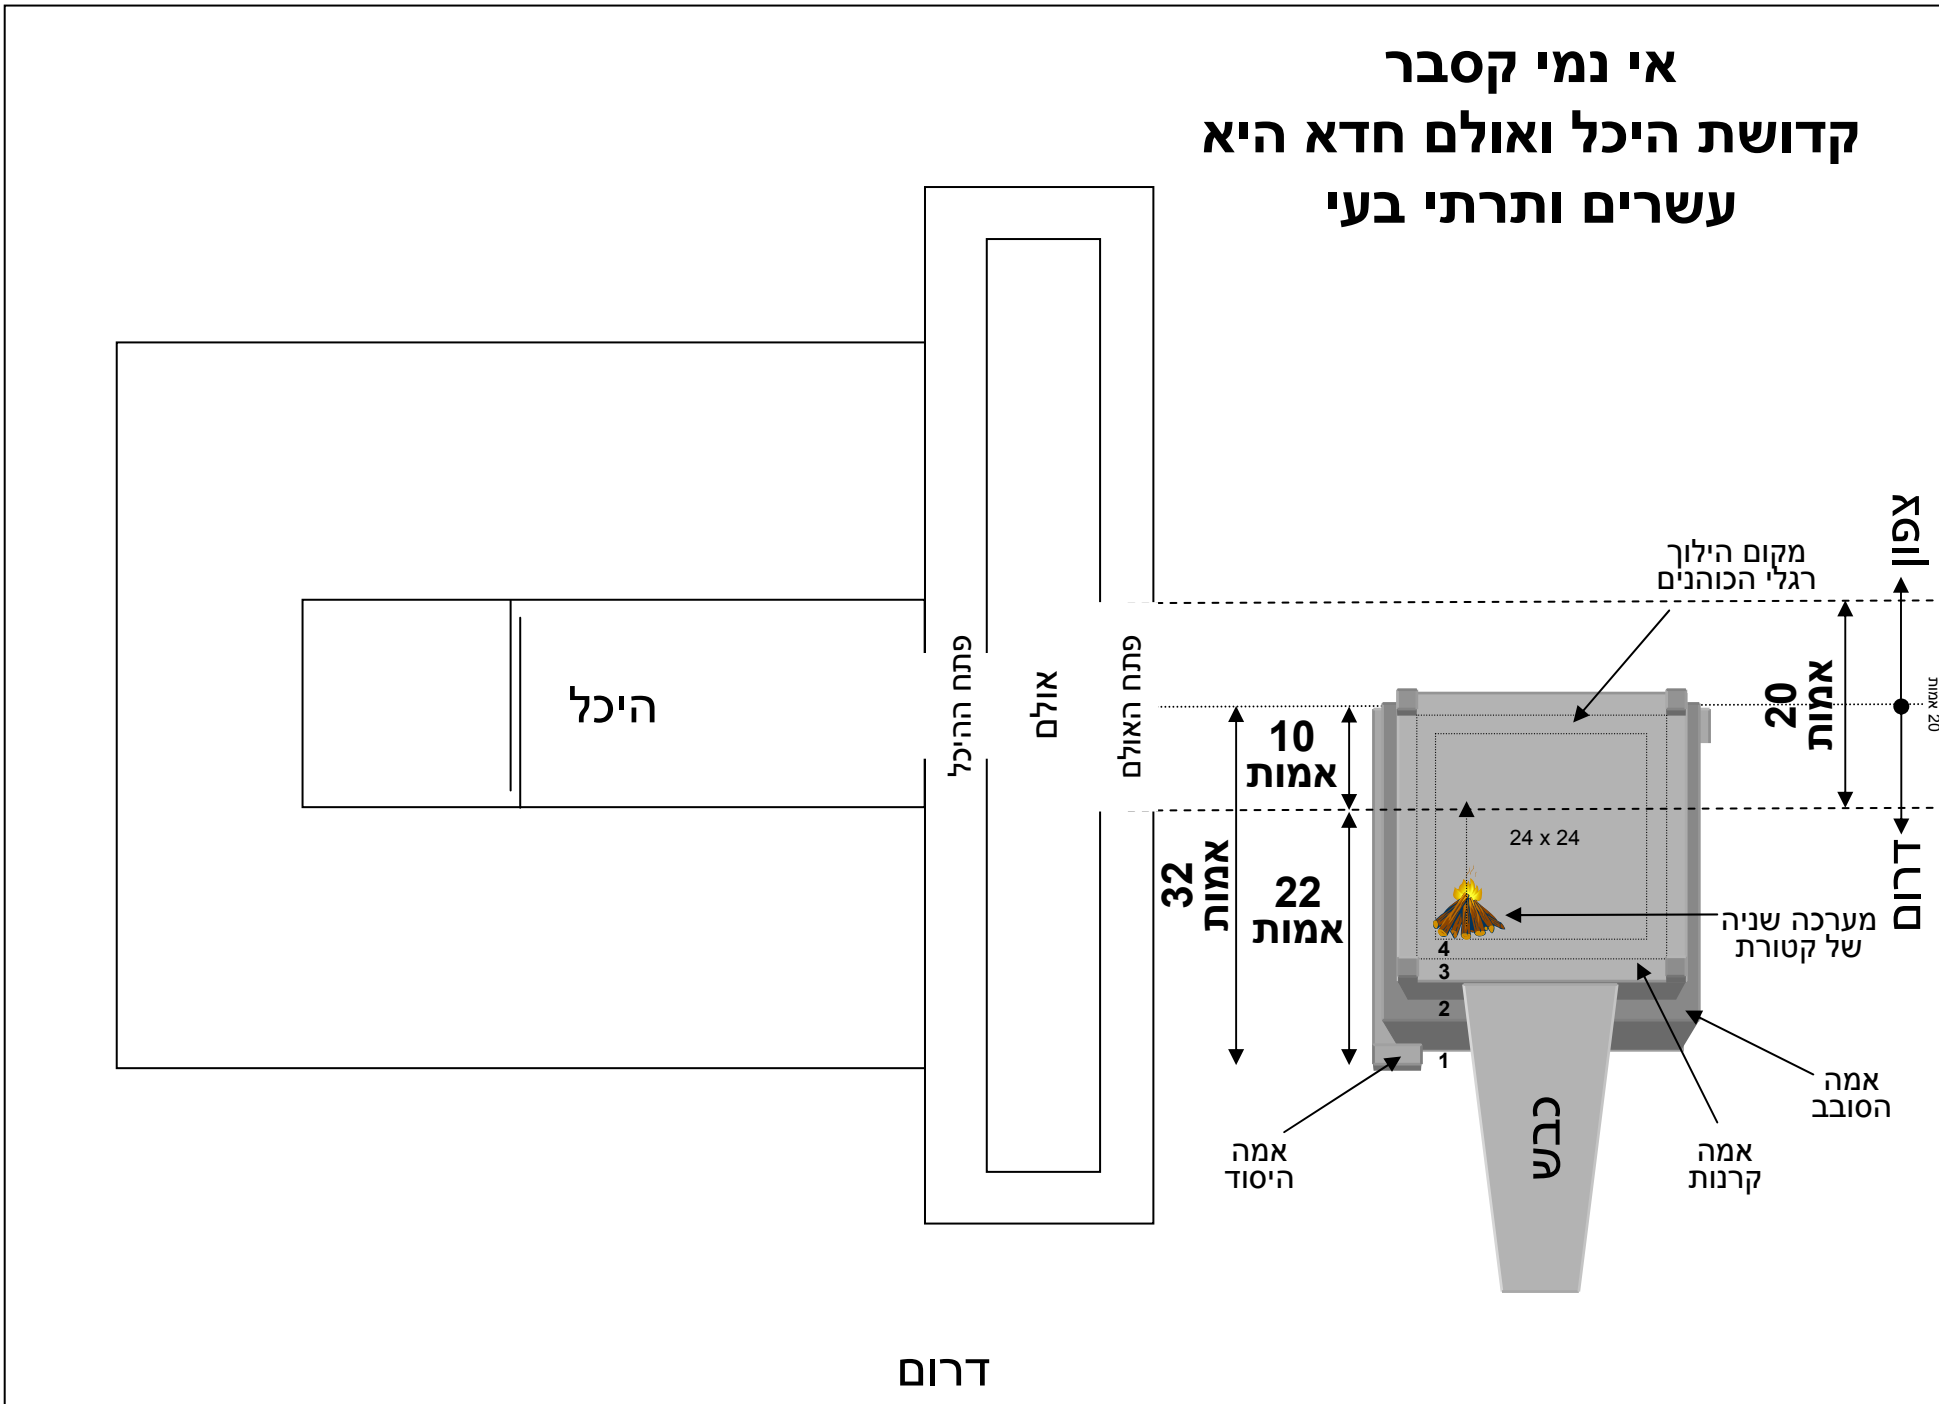 אי נמי קסבר
קדושת היכל ואולם חדא היא
עשרים ותרתי בעי
צפון
מקום הילוך
רגלי הכוהנים
20
אמות
20 אמות
היכל
פתח ההיכל
אולם
פתח האולם
10
אמות
24 x 24
32
אמות
22
אמות
דרום
מערכה שניה
של קטורת
4
3
2
1
אמה
הסובב
אמה
קרנות
אמה
היסוד
כבש
דרום